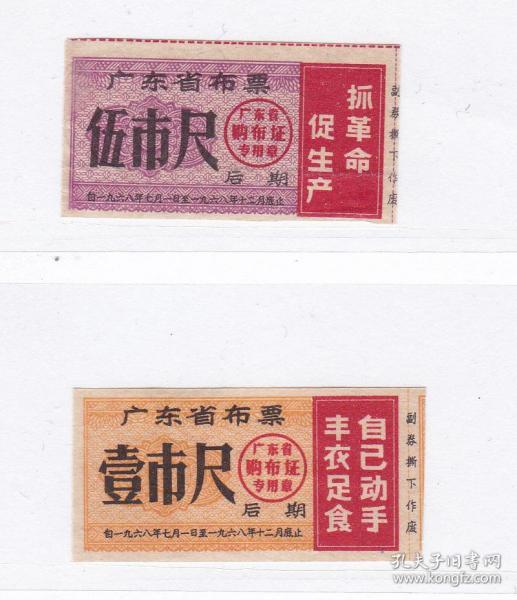 广东省布票
伍市尺
广东省
购布证
专用章
后期
自一九六八年七月一日至一九六八年十二月底止
抓革命
促生产
副券撕下作废
广东省布票
壹市尺
广东省
购布证
专用章
后期
自一九六八年七月一日至一九六八年十二月底止
自己动手
丰衣足食
副券撕下作废
孔夫子旧书网
www.kongfz.com